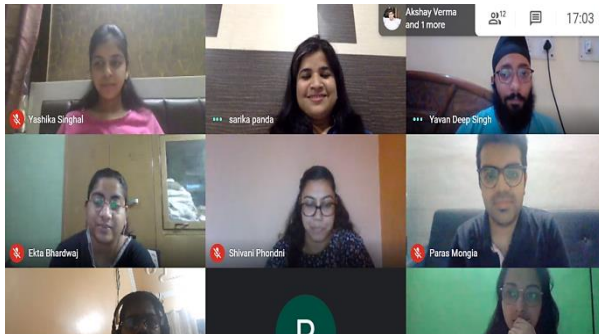 Akshay Verma
and 1 more
12
17:03
Yashika Singhal
sarika panda
Yavan Deep Singh
Ekta Bhardwaj
Shivani Phondni
Paras Mongia